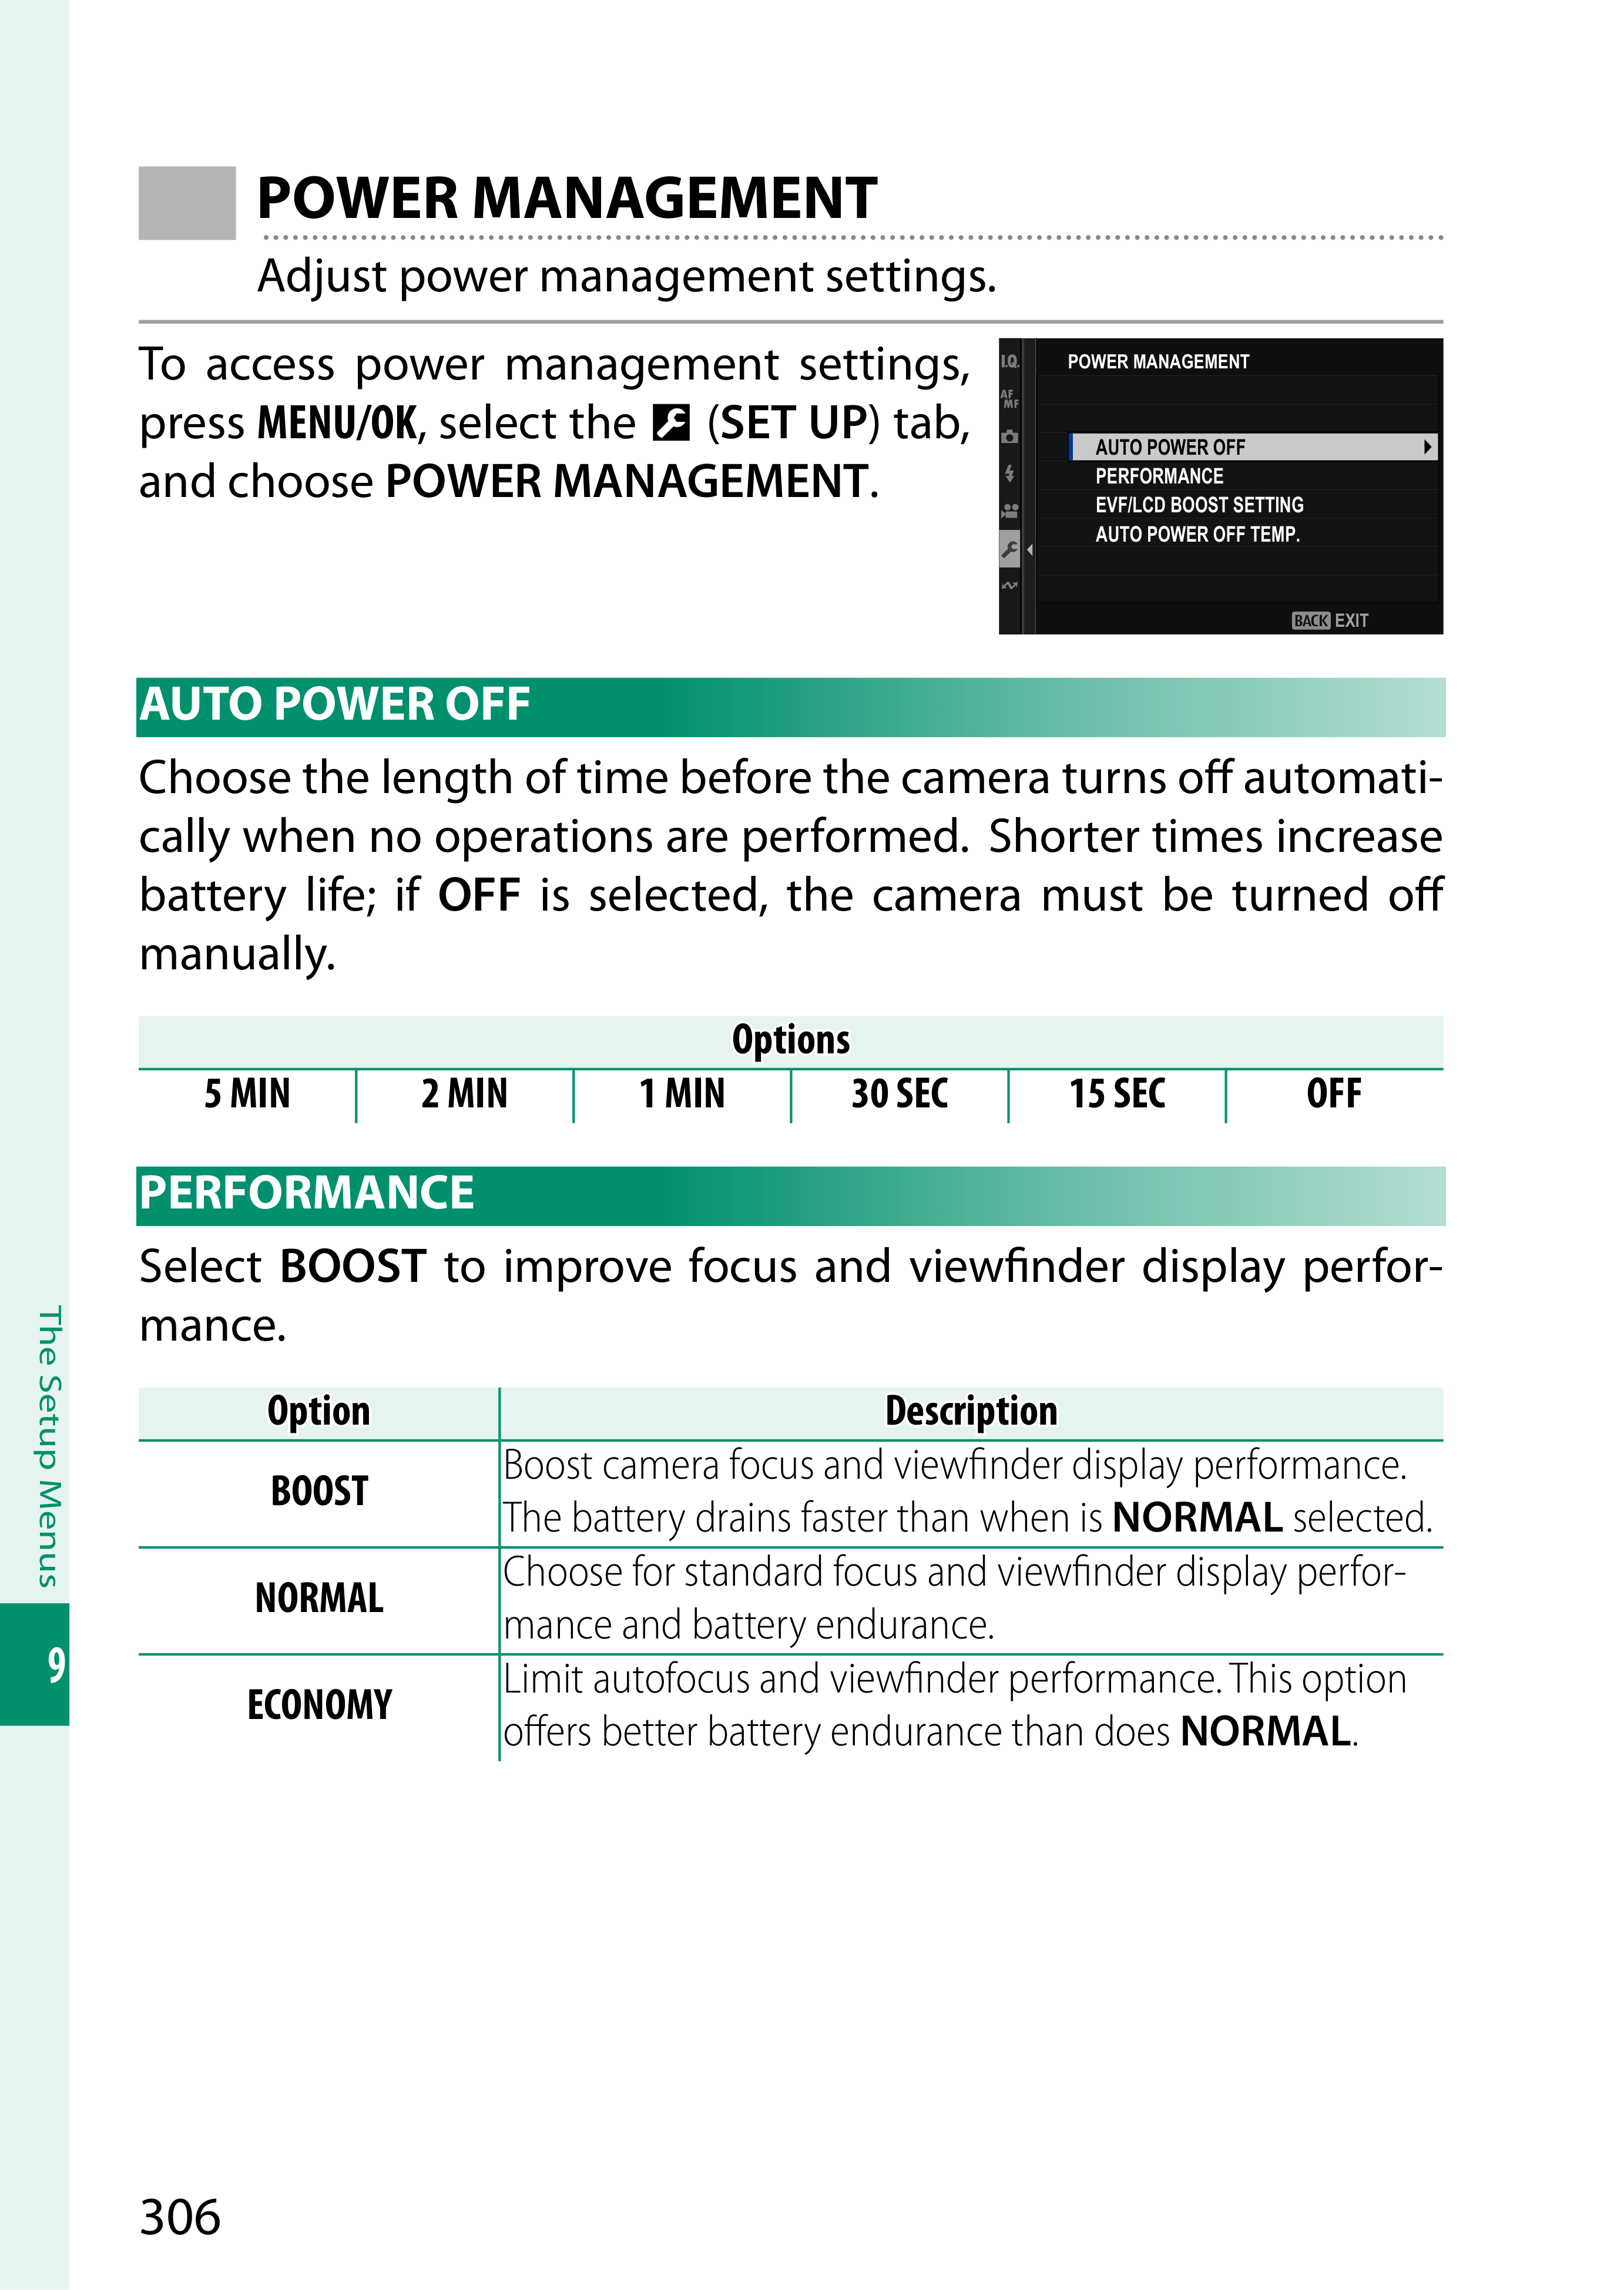 POWER MANAGEMENT
Adjust power management settings.
To access power management settings,
press MENU/OK, select the (SET UP) tab,
and choose POWER MANAGEMENT.
I.Q.
AF
MF
POWER MANAGEMENT
AUTO POWER OFF
PERFORMANCE
EVF/LCD BOOST SETTING
AUTO POWER OFF TEMP.
BACK EXIT
AUTO POWER OFF
Choose the length of time before the camera turns off automati-
cally when no operations are performed. Shorter times increase
battery life; if OFF is selected, the camera must be turned off
manually.
Options
5 MIN 2 MIN 1 MIN 30 SEC 15 SEC OFF
PERFORMANCE
Select BOOST to improve focus and viewfinder display perfor-
mance.
Option Description
BOOST
Boost camera focus and viewfinder display performance.
The battery drains faster than when is NORMAL selected.
NORMAL
Choose for standard focus and viewfinder display perfor-
mance and battery endurance.
ECONOMY
Limit autofocus and viewfinder performance. This option
offers better battery endurance than does NORMAL.
The Setup Menus
9
306